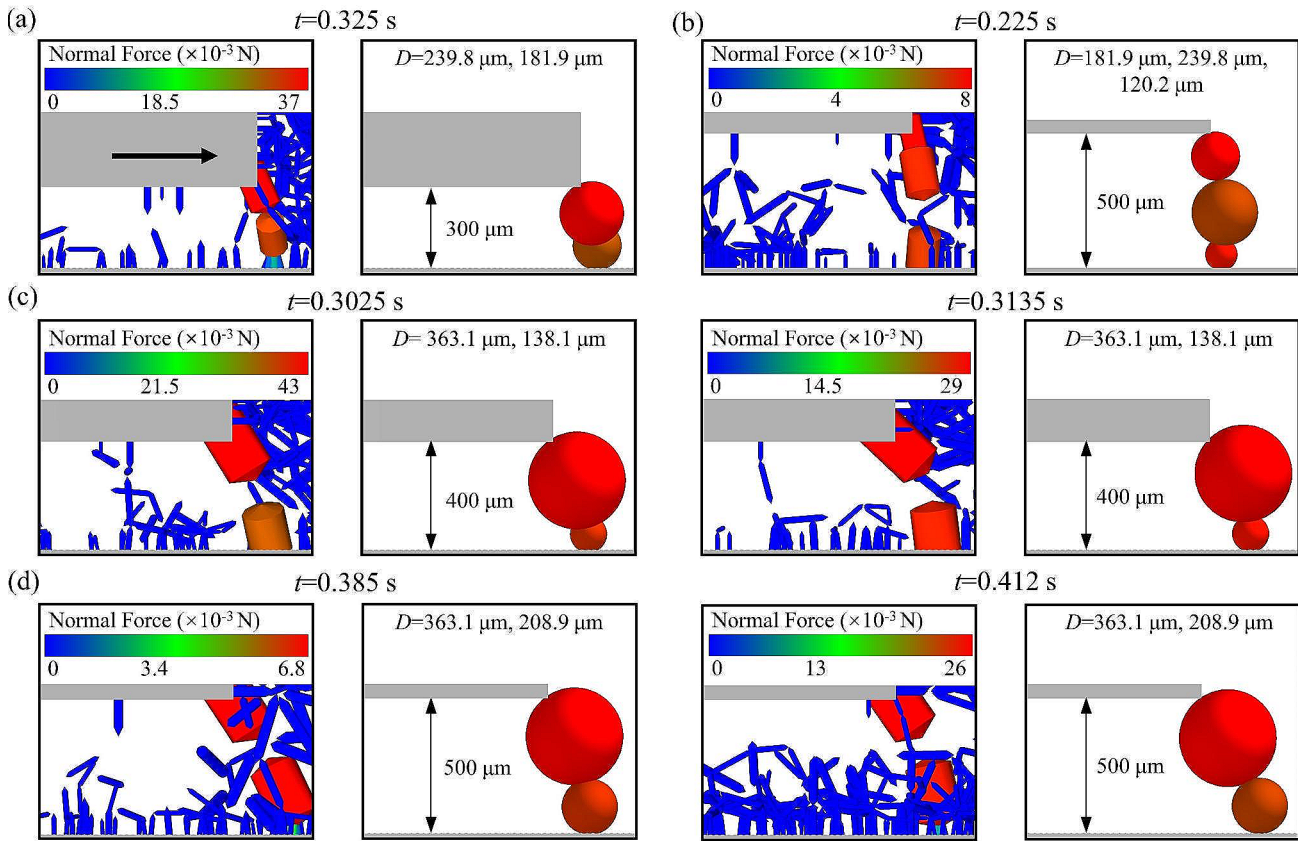 (a)
t=0.325 s
Normal Force (×10⁻³ N)
0 18.5 37
D=239.8 μm, 181.9 μm
300 μm
(b)
t=0.225 s
Normal Force (×10⁻³ N)
0 4 8
D=181.9 μm, 239.8 μm,
120.2 μm
500 μm
(c)
t=0.3025 s
Normal Force (×10⁻³ N)
0 21.5 43
D= 363.1 μm, 138.1 μm
400 μm
t=0.3135 s
Normal Force (×10⁻³ N)
0 14.5 29
D=363.1 μm, 138.1 μm
400 μm
(d)
t=0.385 s
Normal Force (×10⁻³ N)
0 3.4 6.8
D=363.1 μm, 208.9 μm
500 μm
t=0.412 s
Normal Force (×10⁻³ N)
0 13 26
D=363.1 μm, 208.9 μm
500 μm